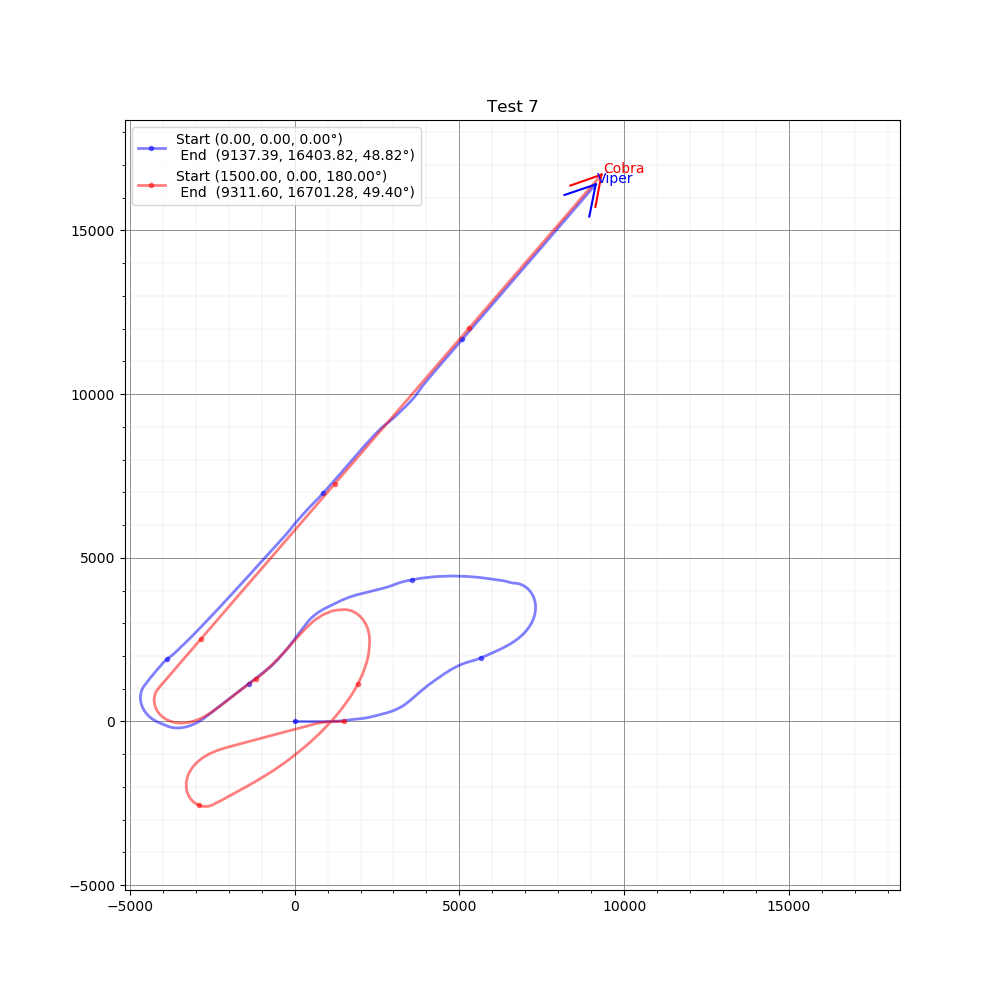 Test 7
Start (0.00, 0.00, 0.00°)
End  (9137.39, 16403.82, 48.82°)
Start (1500.00, 0.00, 180.00°)
End  (9311.60, 16701.28, 49.40°)
Cobra
Viper
15000
10000
5000
0
−5000
−5000
0
5000
10000
15000